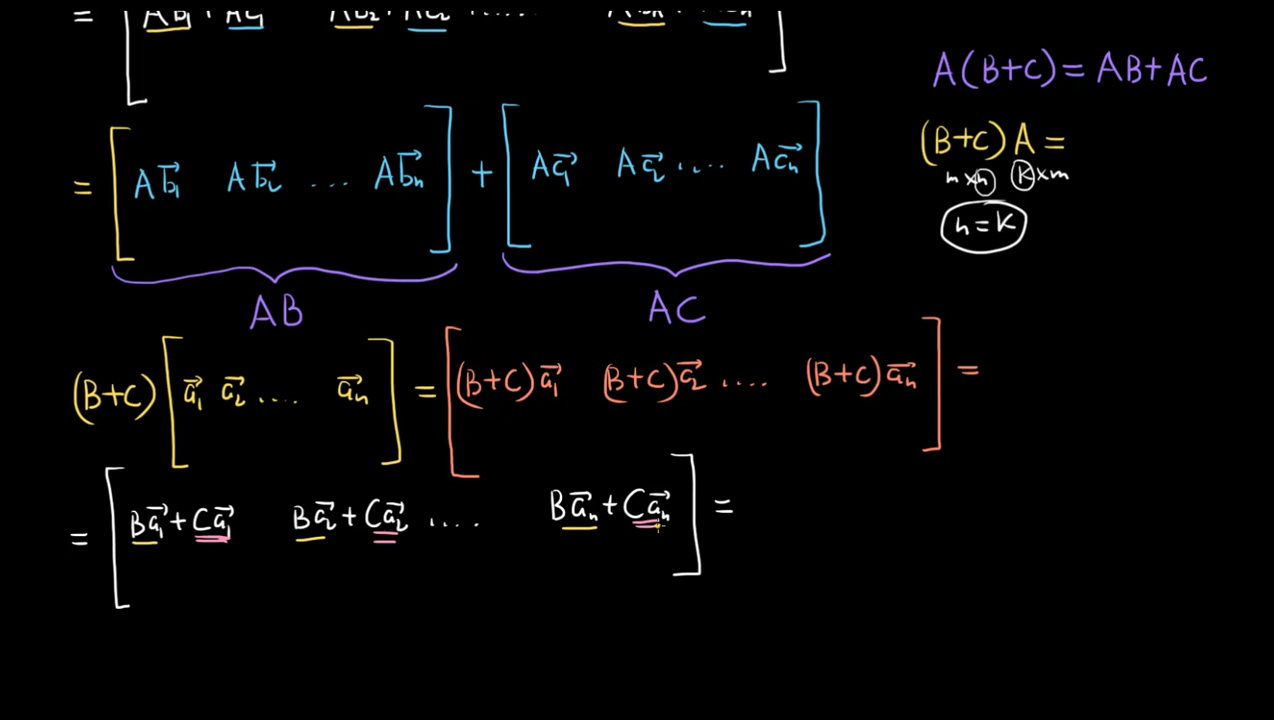 A(B+C) = AB+AC
(B+C)A =
m×n k×m
n=k
= [Ab⃗₁ Ab⃗₂ ... Ab⃗ₙ] + [Ac⃗₁ Ac⃗₂ .... Ac⃗ₙ]
AB AC
(B+C)[a⃗₁ a⃗₂ .... a⃗ₙ] = [(B+C)a⃗₁ (B+C)a⃗₂ .... (B+C)a⃗ₙ] =
= [Ba⃗₁+Ca⃗₁ Ba⃗₂+Ca⃗₂ .... Ba⃗ₙ+Ca⃗ₙ] =